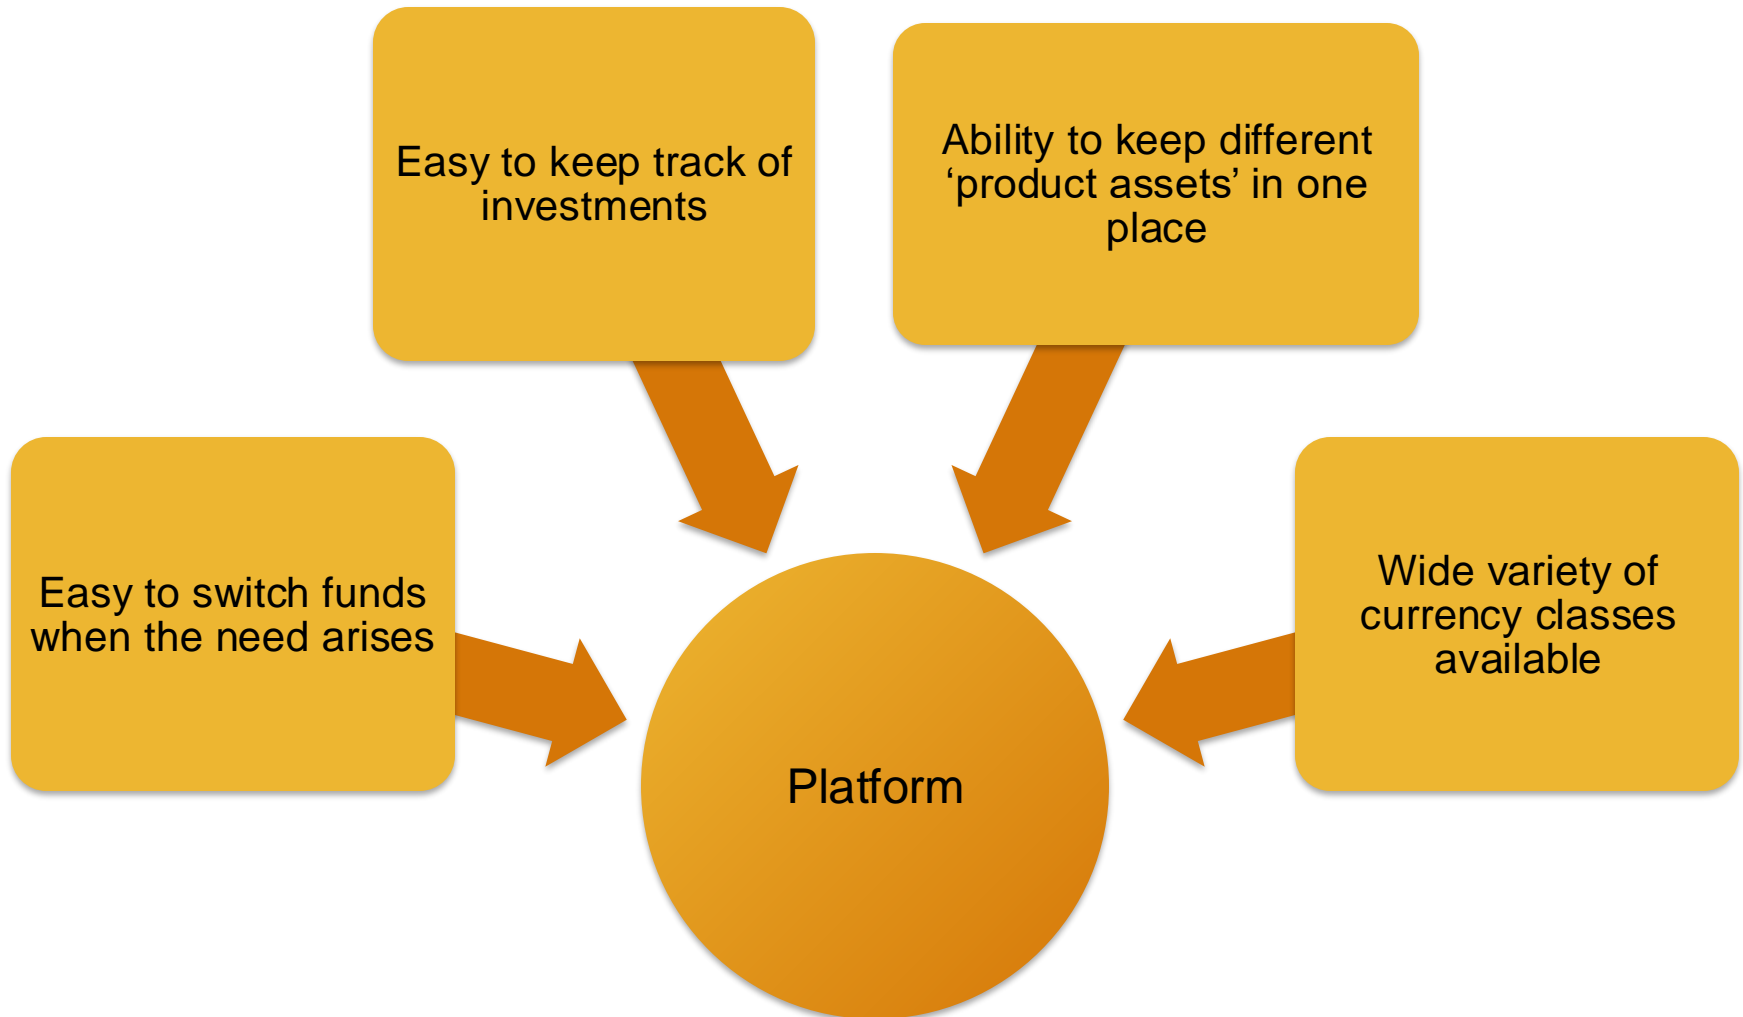 Easy to keep track of
investments
Ability to keep different
‘product assets’ in one
place
Easy to switch funds
when the need arises
Wide variety of
currency classes
available
Platform